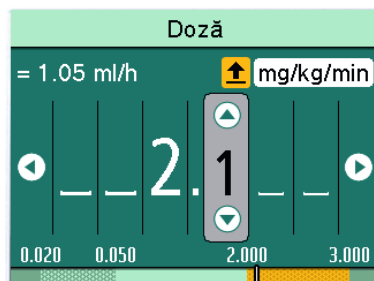 Doză
= 1.05 ml/h mg/kg/min
_ _ 2.1 _ _
0.020 0.050 2.000 3.000